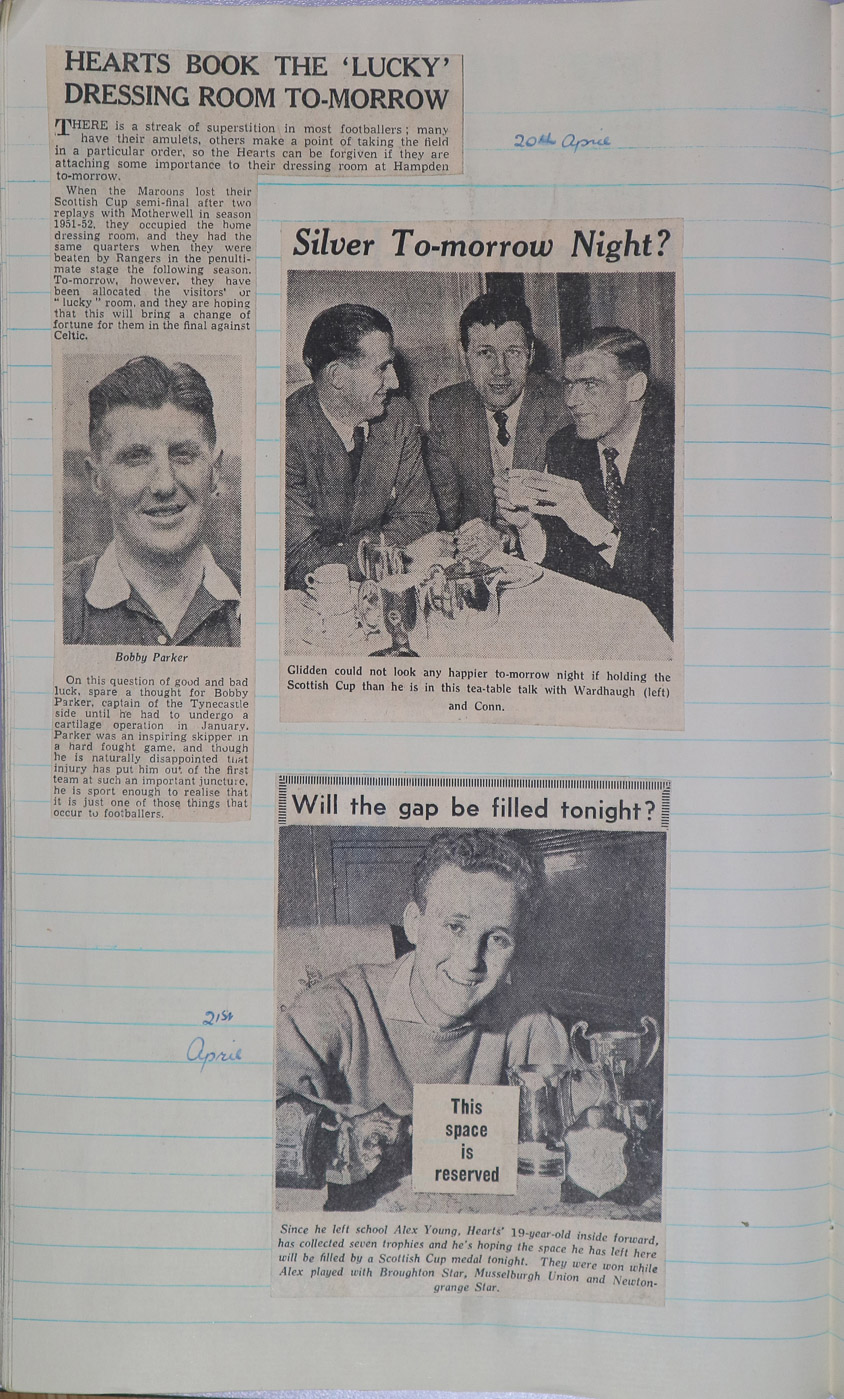 HEARTS BOOK THE ‘LUCKY’
DRESSING ROOM TO-MORROW
THERE is a streak of superstition in most footballers; many
have their amulets, others make a point of taking the field
in a particular order, so the Hearts can be forgiven if they are
attaching some importance to their dressing room at Hampden
to-morrow.
When the Maroons lost their
Scottish Cup semi-final after two
replays with Motherwell in season
1951-52, they occupied the home
dressing room, and they had the
same quarters when they were
beaten by Rangers in the penulti-
mate stage the following season.
To-morrow, however, they have
been allocated the visitors' or
“lucky” room, and they are hoping
that this will bring a change of
fortune for them in the final against
Celtic.
Bobby Parker
On this question of good and bad
luck, spare a thought for Bobby
Parker, captain of the Tynecastle
side until he had to undergo a
cartilage operation in January.
Parker was an inspiring skipper in
a hard fought game, and though
he is naturally disappointed that
injury has put him out of the first
team at such an important juncture,
he is sport enough to realise that
it is just one of those things that
occur to footballers.
20th April
Silver To-morrow Night?
Glidden could not look any happier to-morrow night if holding the
Scottish Cup than he is in this tea-table talk with Wardhaugh (left)
and Conn.
21st
April
Will the gap be filled tonight?
This
space
is
reserved
Since he left school Alex Young, Hearts' 19-year-old inside forward,
has collected seven trophies and he's hoping the space he has left here
will be filled by a Scottish Cup medal tonight. They were won while
Alex played with Broughton Star, Musselburgh Union and Newton-
grange Star.